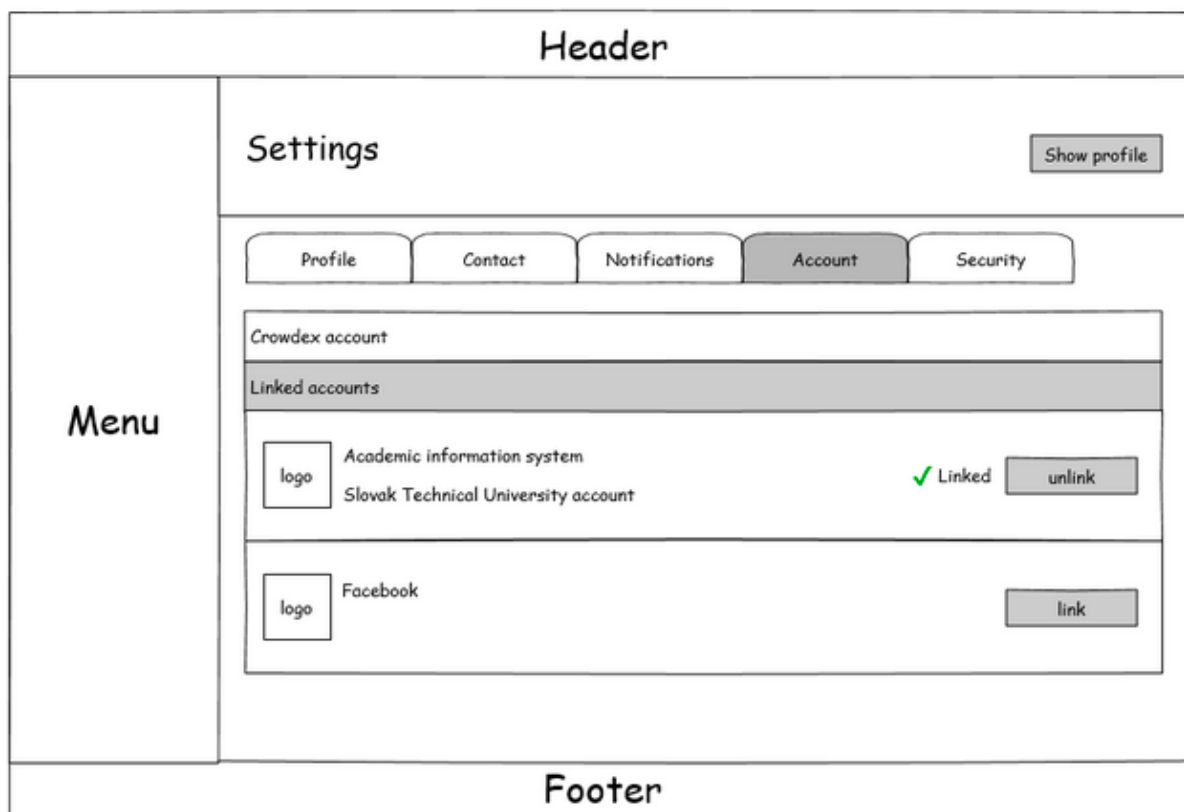 Header
Menu
Settings
Show profile
Profile
Contact
Notifications
Account
Security
Crowdex account
Linked accounts
logo
Academic information system
Slovak Technical University account
Linked
unlink
logo
Facebook
link
Footer